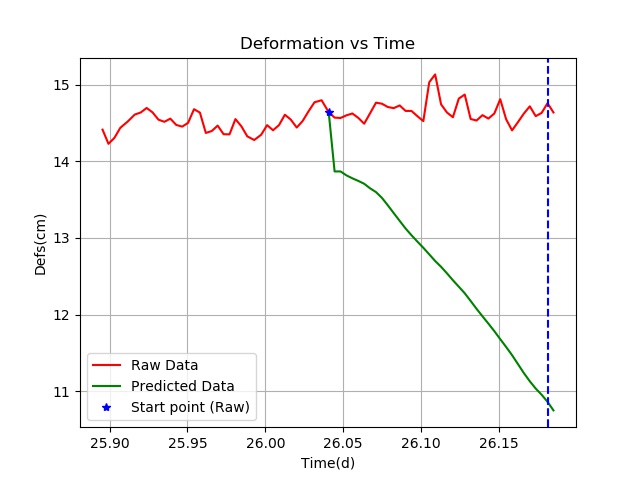 Deformation vs Time
Defs(cm)
15
14
13
12
11
Raw Data
Predicted Data
Start point (Raw)
25.90 25.95 26.00 26.05 26.10 26.15
Time(d)